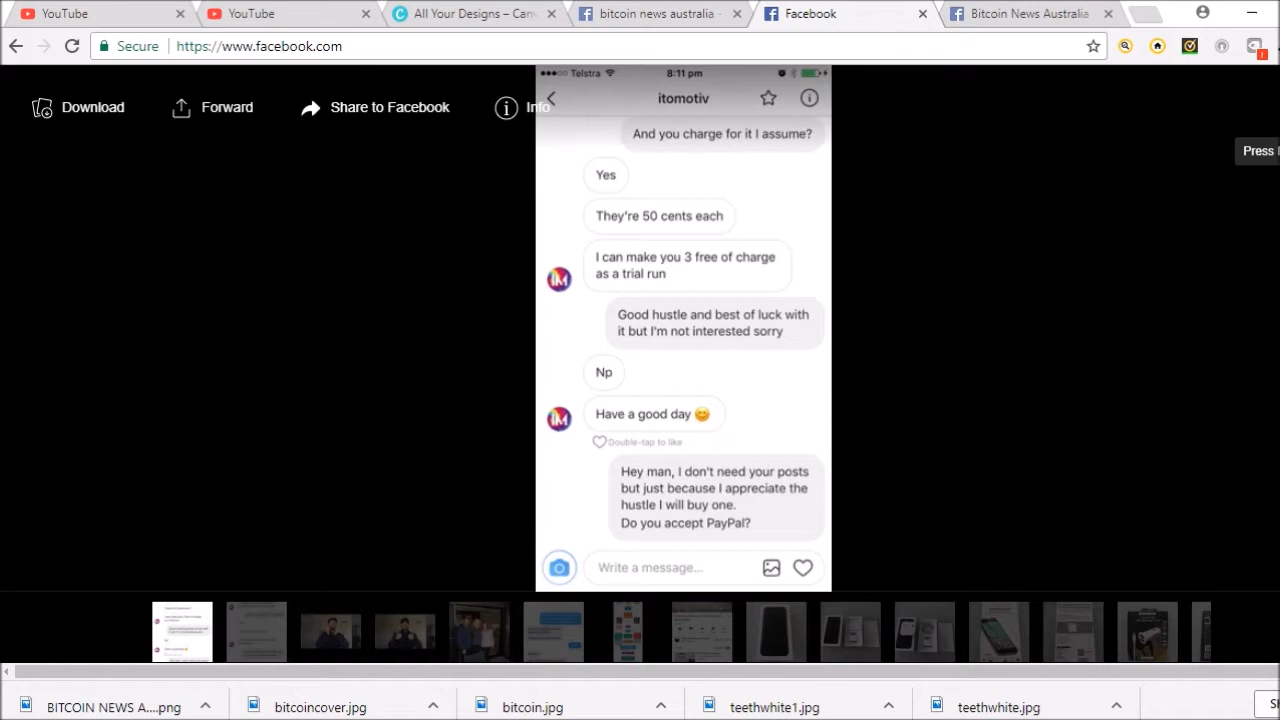 YouTube
YouTube
All Your Designs – Can
bitcoin news australia -
Facebook
Bitcoin News Australia
Secure
https://www.facebook.com
Download
Forward
Share to Facebook
Info
Press
Telstra
8:11 pm
itomotiv
And you charge for it I assume?
Yes
They're 50 cents each
I can make you 3 free of charge
as a trial run
Good hustle and best of luck with
it but I'm not interested sorry
Np
Have a good day 😊
Double-tap to like
Hey man, I don't need your posts
but just because I appreciate the
hustle I will buy one.
Do you accept PayPal?
Write a message...
BITCOIN NEWS A....png
bitcoincover.jpg
bitcoin.jpg
teethwhite1.jpg
teethwhite.jpg